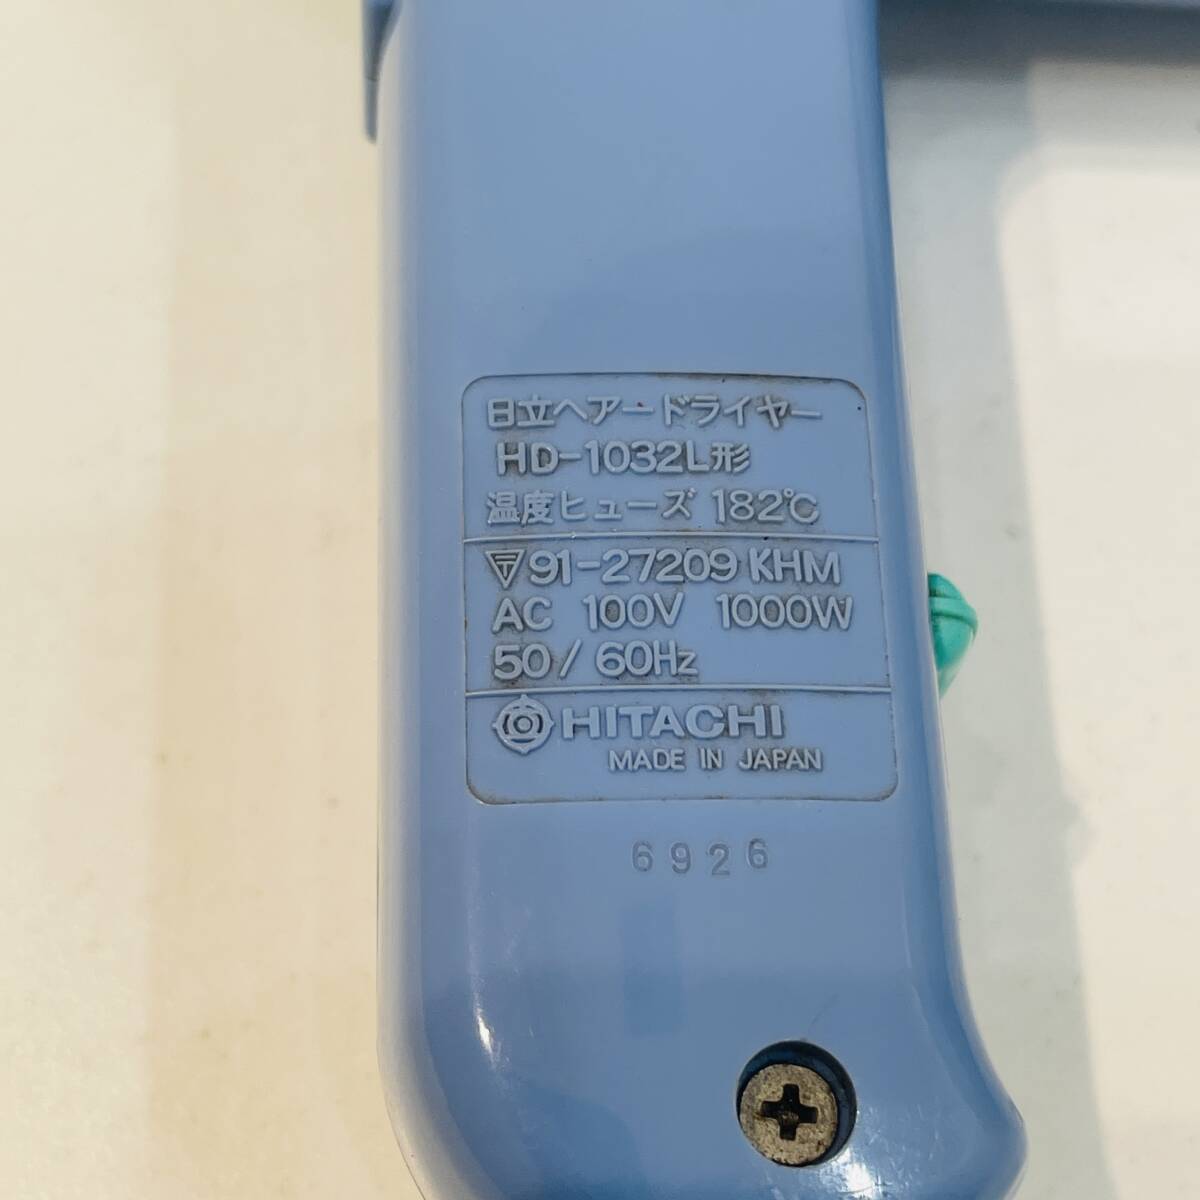 日立ヘアードライヤー
HD-1032L形
温度ヒューズ 182℃
91-27209 KHM
AC 100V 1000W
50/60Hz
HITACHI
MADE IN JAPAN
6926